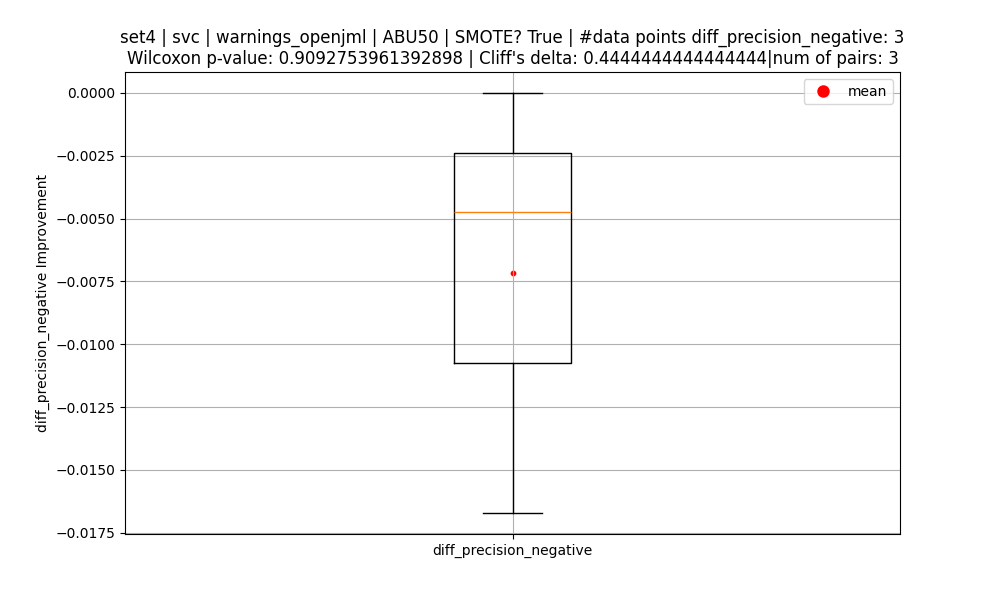 set4 | svc | warnings_openjml | ABU50 | SMOTE? True | #data points diff_precision_negative: 3
Wilcoxon p-value: 0.9092753961392898 | Cliff's delta: 0.4444444444444444|num of pairs: 3
mean
0.0000
−0.0025
−0.0050
−0.0075
−0.0100
−0.0125
−0.0150
−0.0175
diff_precision_negative Improvement
diff_precision_negative